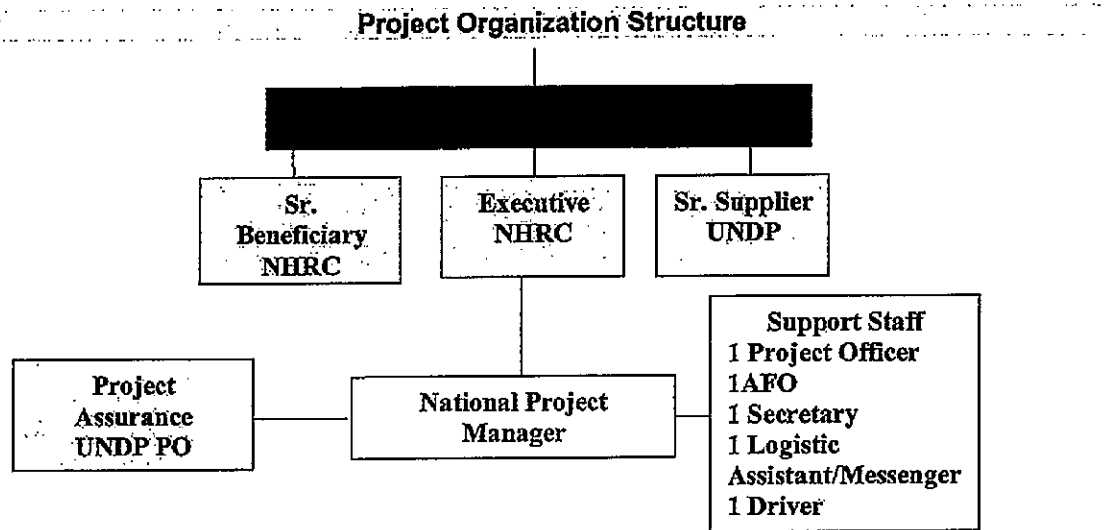 Project Organization Structure
Sr.
Beneficiary
NHRC
Executive
NHRC
Sr. Supplier
UNDP
Project
Assurance
UNDP PO
National Project
Manager
Support Staff
1 Project Officer
1AFO
1 Secretary
1 Logistic
Assistant/Messenger
1 Driver